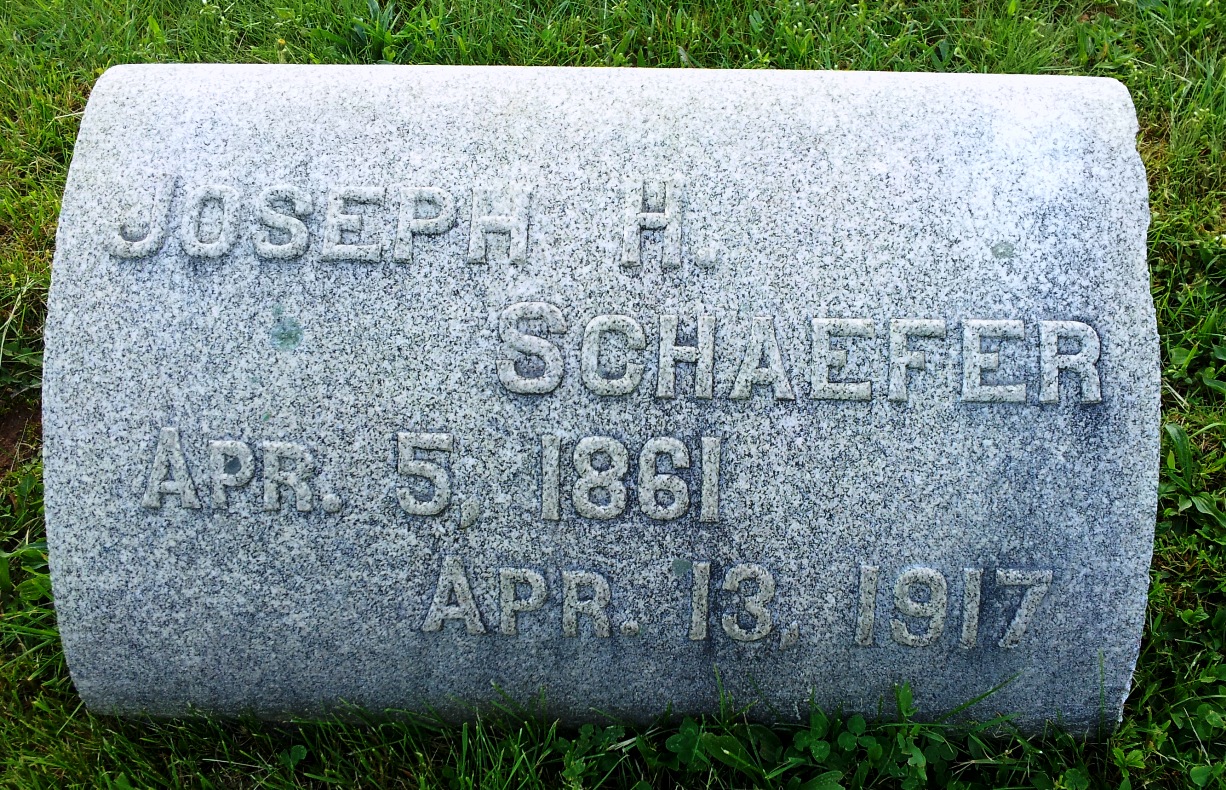 JOSEPH H.
SCHAEFER
APR. 5, 1861
APR. 13, 1917